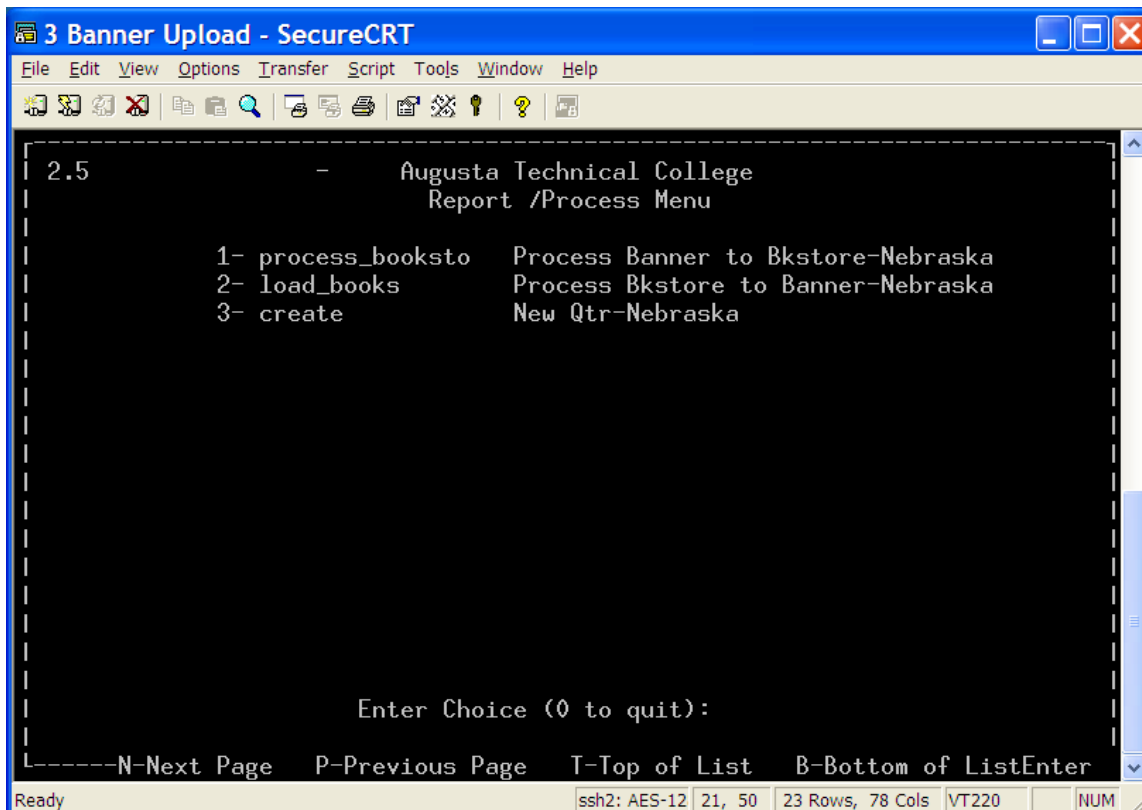 3 Banner Upload - SecureCRT
File Edit View Options Transfer Script Tools Window Help
2.5 - Augusta Technical College
Report /Process Menu
1- process_booksto Process Banner to Bkstore-Nebraska
2- load_books Process Bkstore to Banner-Nebraska
3- create New Qtr-Nebraska
Enter Choice (0 to quit):
N-Next Page P-Previous Page T-Top of List B-Bottom of ListEnter
Ready ssh2: AES-12 21, 50 23 Rows, 78 Cols VT220 NUM